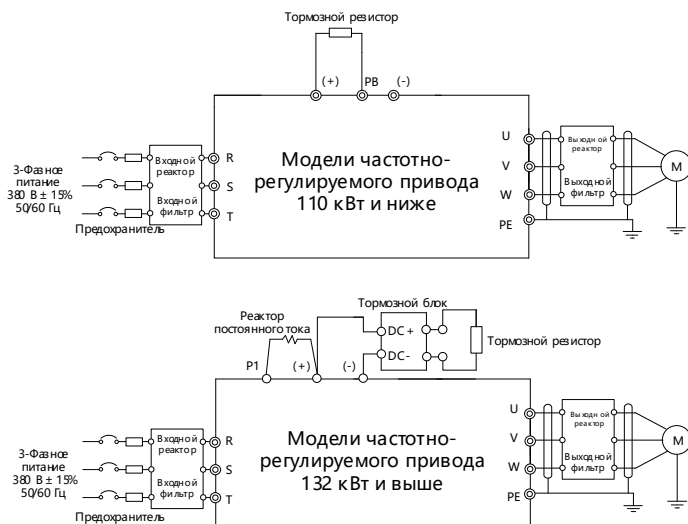 Тормозной резистор
(+)
PB
(-)
3-Фазное
питание
380 В ± 15%
50/60 Гц
Предохранитель
Входной
реактор
Входной
фильтр
R
S
T
Модели частотно-
регулируемого привода
110 кВт и ниже
U
V
W
PE
Выходной
реактор
Выходной
фильтр
M
Реактор
постоянного тока
Тормозной блок
DC+
DC-
Тормозной резистор
P1
(+)
(-)
3-Фазное
питание
380 В ± 15%
50/60 Гц
Предохранитель
Входной
реактор
Входной
фильтр
R
S
T
Модели частотно-
регулируемого привода
132 кВт и выше
U
V
W
PE
Выходной
реактор
Выходной
фильтр
M